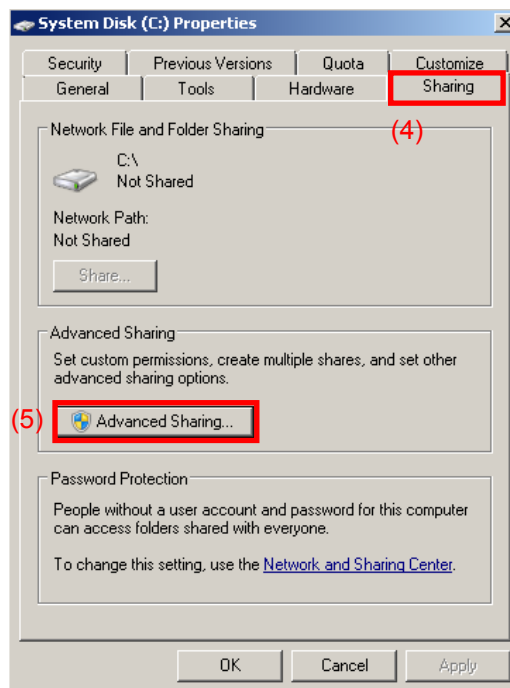 System Disk (C:) Properties
Security Previous Versions Quota Customize
General Tools Hardware Sharing
(4)
Network File and Folder Sharing
C:\
Not Shared
Network Path:
Not Shared
Share...
Advanced Sharing
Set custom permissions, create multiple shares, and set other
advanced sharing options.
(5) Advanced Sharing...
Password Protection
People without a user account and password for this computer
can access folders shared with everyone.
To change this setting, use the Network and Sharing Center.
OK Cancel Apply